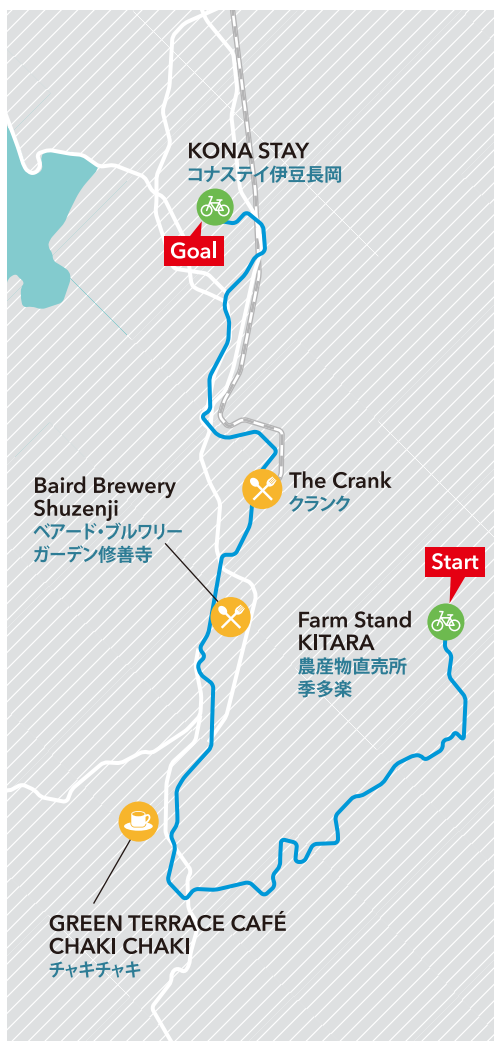 KONA STAY
コナステイ伊豆長岡
Goal
The Crank
クランク
Baird Brewery
Shuzenji
ベアード・ブルワリー
ガーデン修善寺
Start
Farm Stand
KITARA
農産物直売所
季多楽
GREEN TERRACE CAFÉ
CHAKI CHAKI
チャキチャキ